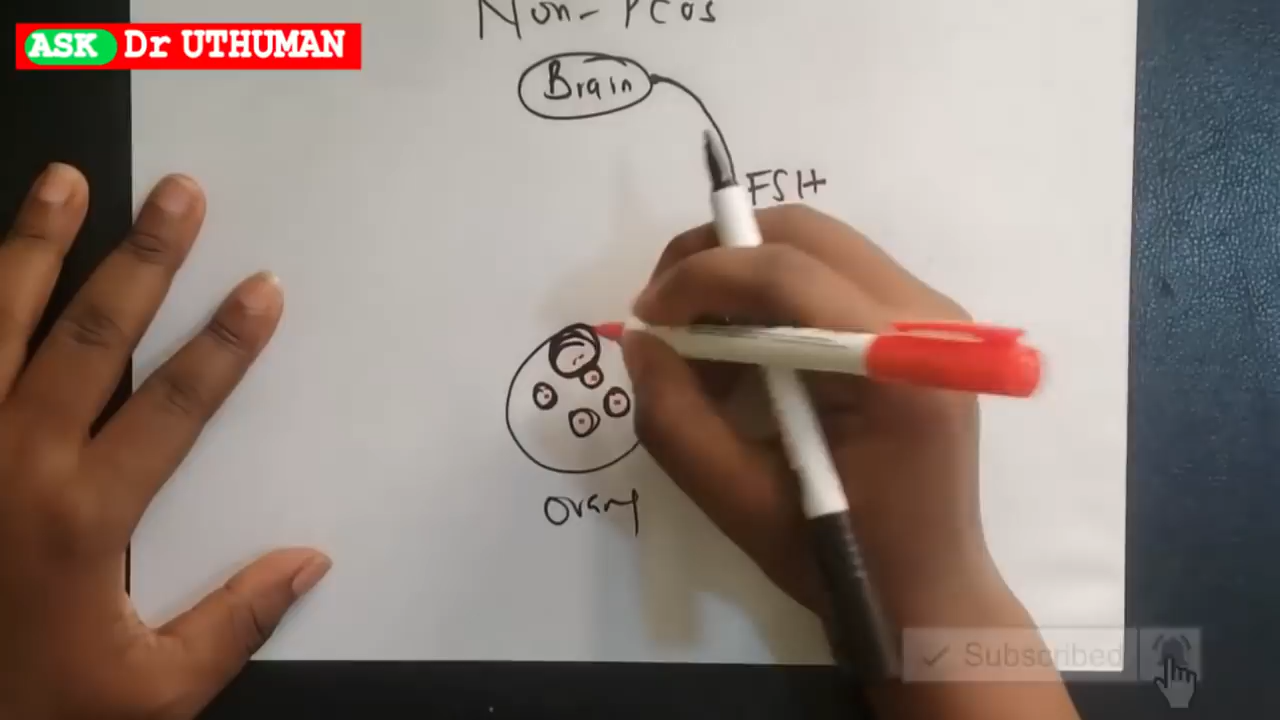 Non-PCOS
ASK Dr UTHUMAN
Brain
FSH
Ovary
Subscribed